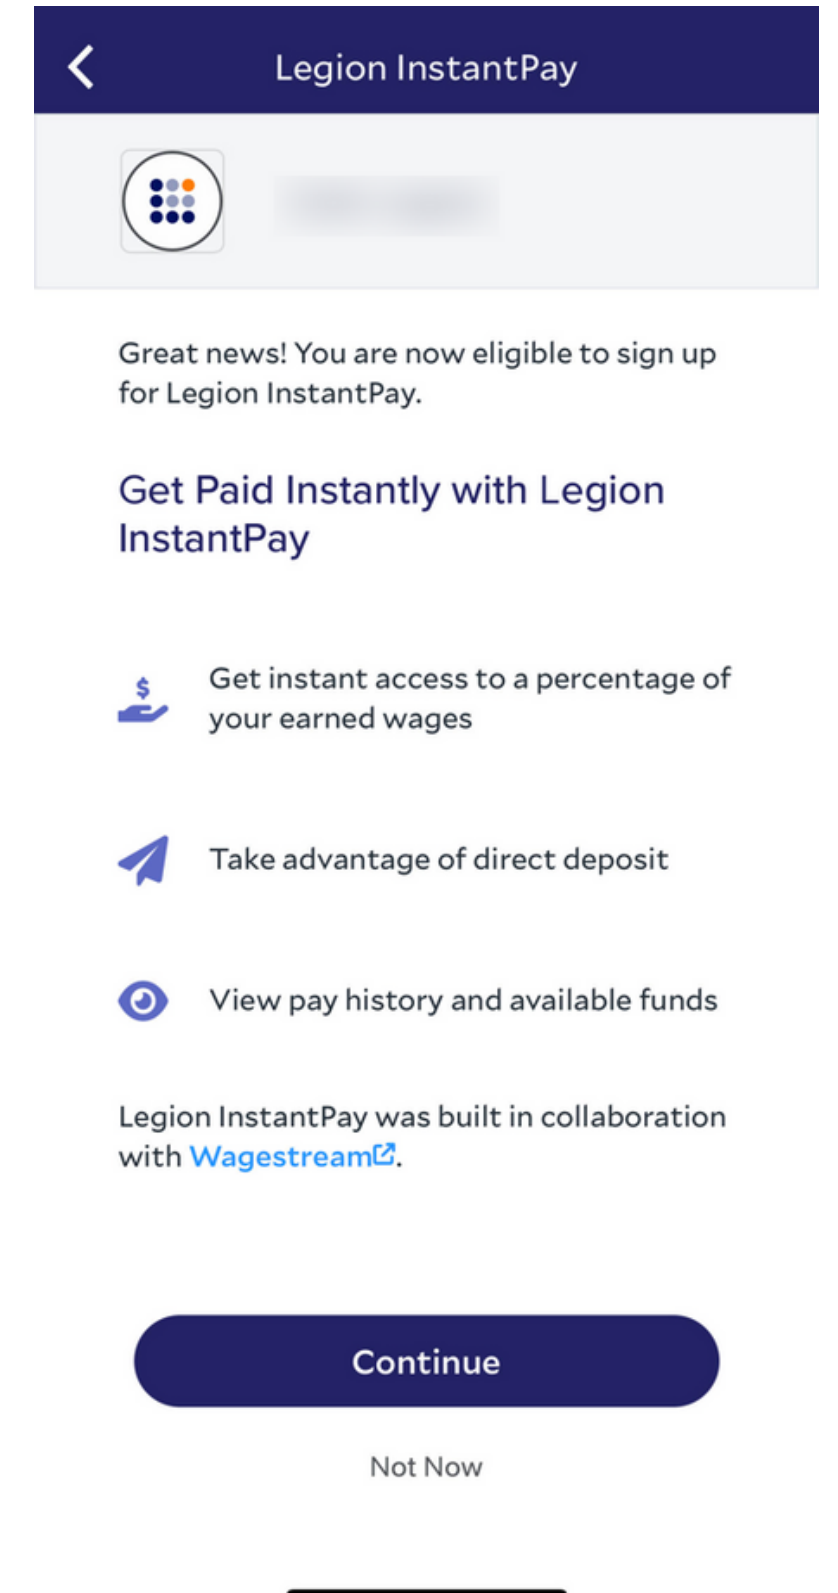 Legion InstantPay
Great news! You are now eligible to sign up
for Legion InstantPay.
Get Paid Instantly with Legion
InstantPay
Get instant access to a percentage of
your earned wages
Take advantage of direct deposit
View pay history and available funds
Legion InstantPay was built in collaboration
with Wagestream.
Continue
Not Now